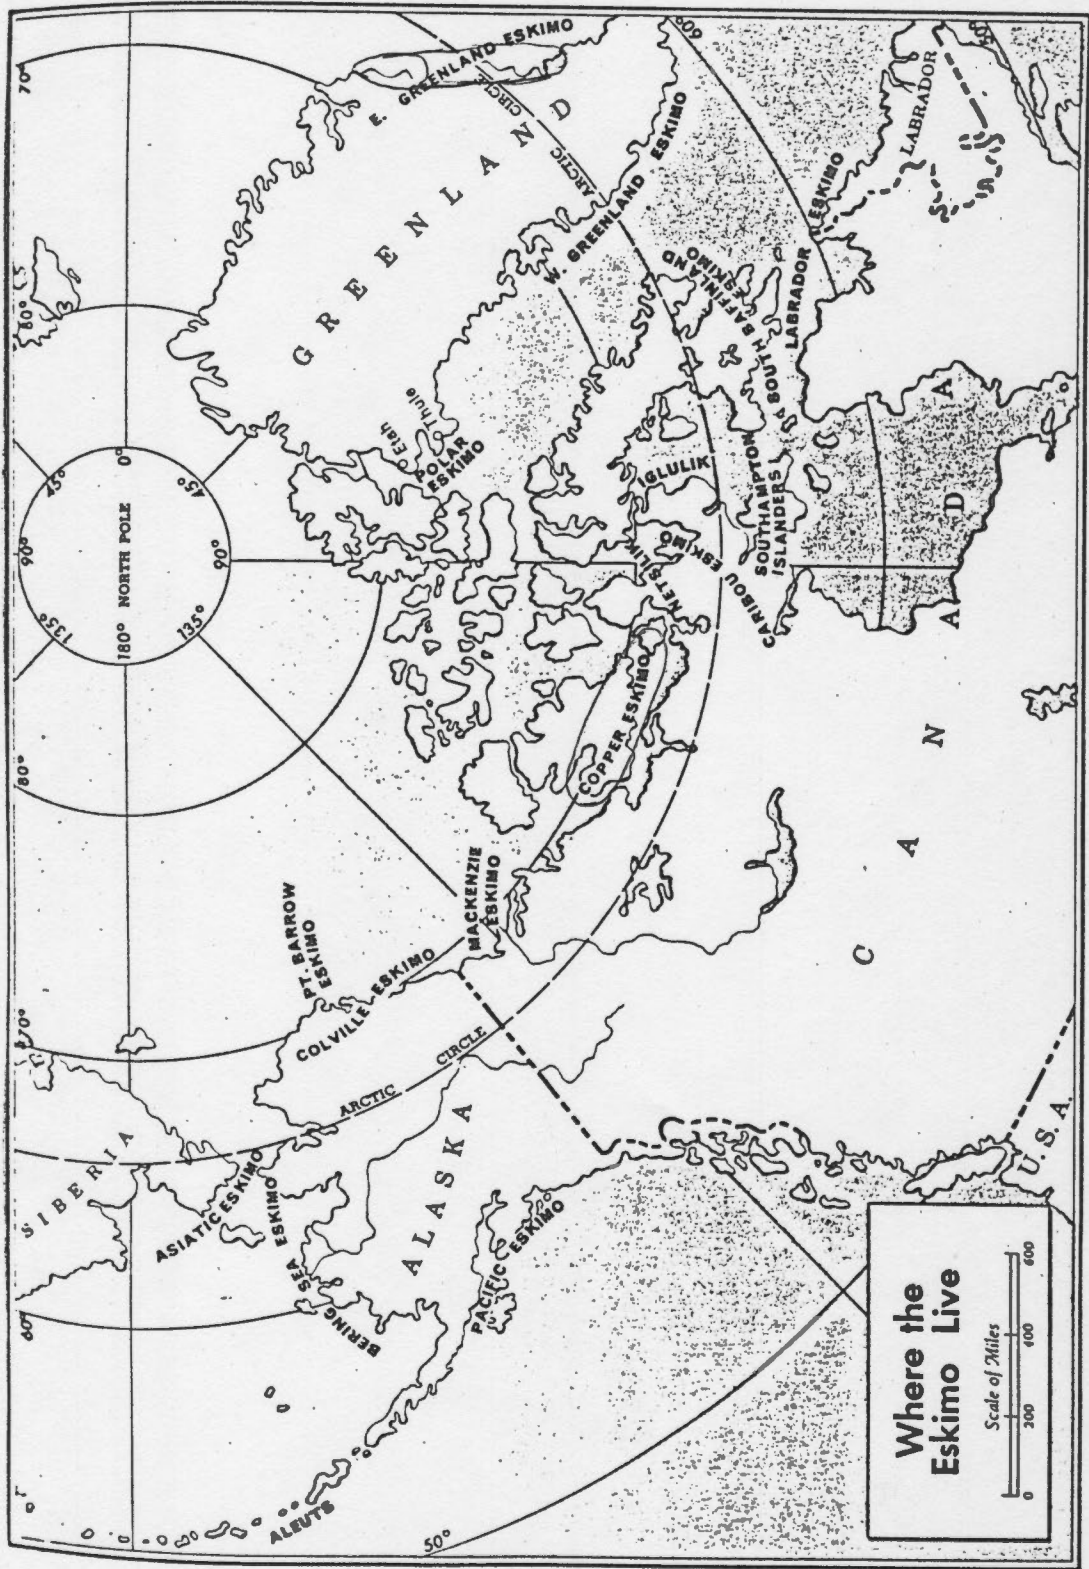 Where the
Eskimo Live
Scale of Miles
0 200 400 600
NORTH POLE
0°
45°
90°
135°
180°
135°
90°
45°
80°
70°
60°
50°
70°
60°
60°
SIBERIA
ASIATIC ESKIMO
BERING SEA ESKIMO
ALEUTS
PACIFIC ESKIMO
ALASKA
ARCTIC CIRCLE
PT. BARROW
ESKIMO
COLVILLE ESKIMO
MACKENZIE
ESKIMO
COPPER ESKIMO
NETSILIK
CARIBOU ESKIMO
IGLULIK
SOUTHAMPTON
ISLANDERS
SOUTH BAFFINLAND
ESKIMO
LABRADOR ESKIMO
LABRADOR
POLAR
ESKIMO
Etah
Thule
GREENLAND
W. GREENLAND ESKIMO
E. GREENLAND ESKIMO
ARCTIC CIRCLE
CANADA
U.S.A.